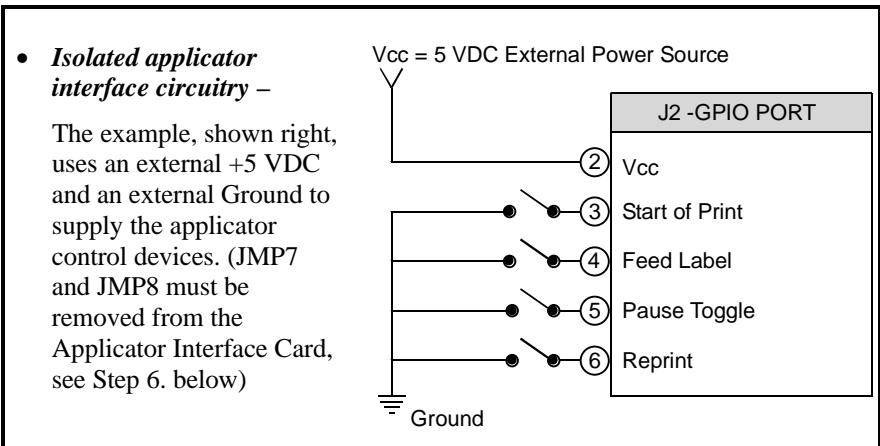 • Isolated applicator
interface circuitry –
The example, shown right,
uses an external +5 VDC
and an external Ground to
supply the applicator
control devices. (JMP7
and JMP8 must be
removed from the
Applicator Interface Card,
see Step 6. below)
Vcc = 5 VDC External Power Source
J2 -GPIO PORT
2 Vcc
3 Start of Print
4 Feed Label
5 Pause Toggle
6 Reprint
Ground